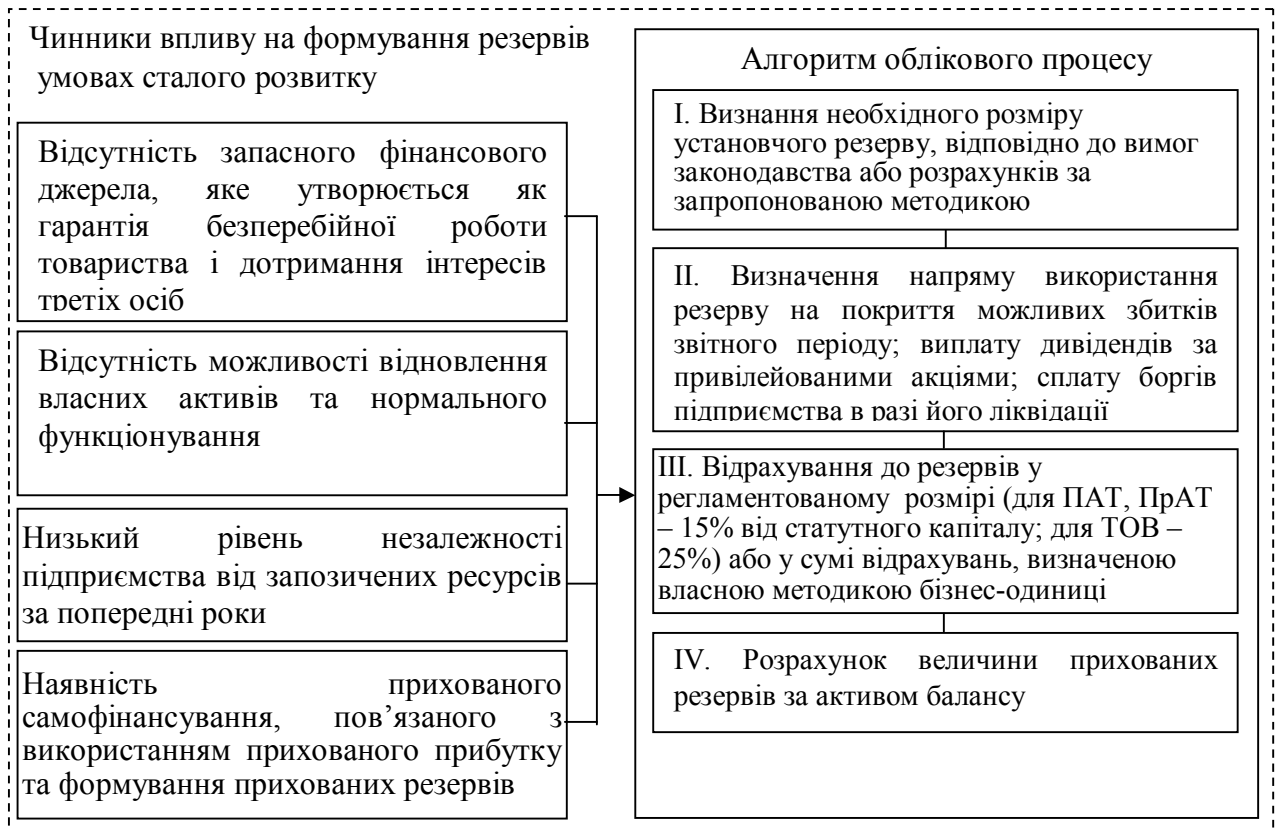 Чинники впливу на формування резервів
умовах сталого розвитку
Відсутність запасного фінансового
джерела, яке утворюється як
гарантія безперебійної роботи
товариства і дотримання інтересів
третіх осіб
Відсутність можливості відновлення
власних активів та нормального
функціонування
Низький рівень незалежності
підприємства від запозичених ресурсів
за попередні роки
Наявність прихованого
самофінансування, пов’язаного з
використанням прихованого прибутку
та формування прихованих резервів
Алгоритм облікового процесу
І. Визнання необхідного розміру
установчого резерву, відповідно до вимог
законодавства або розрахунків за
запропонованою методикою
ІІ. Визначення напряму використання
резерву на покриття можливих збитків
звітного періоду; виплату дивідендів за
привілейованими акціями; сплату боргів
підприємства в разі його ліквідації
ІІІ. Відрахування до резервів у
регламентованому розмірі (для ПАТ, ПрАТ
– 15% від статутного капіталу; для ТОВ –
25%) або у сумі відрахувань, визначеною
власною методикою бізнес-одиниці
IV. Розрахунок величини прихованих
резервів за активом балансу